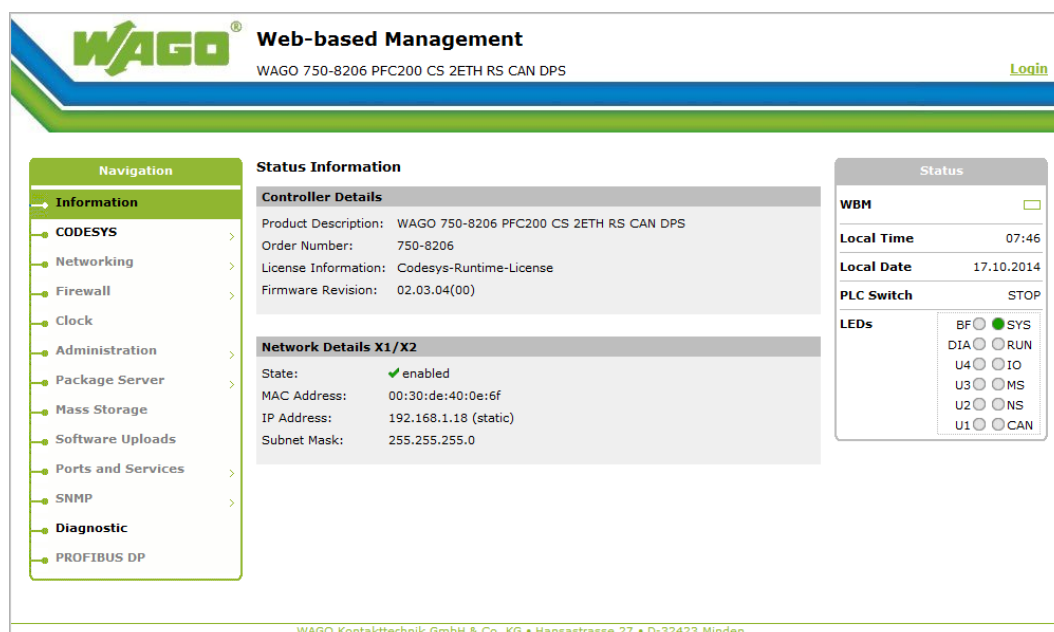 WAGO®
Web-based Management
WAGO 750-8206 PFC200 CS 2ETH RS CAN DPS
Login
Navigation
Information
CODESYS
Networking
Firewall
Clock
Administration
Package Server
Mass Storage
Software Uploads
Ports and Services
SNMP
Diagnostic
PROFIBUS DP
Status Information
Controller Details
Product Description: WAGO 750-8206 PFC200 CS 2ETH RS CAN DPS
Order Number: 750-8206
License Information: Codesys-Runtime-License
Firmware Revision: 02.03.04(00)
Network Details X1/X2
State: enabled
MAC Address: 00:30:de:40:0e:6f
IP Address: 192.168.1.18 (static)
Subnet Mask: 255.255.255.0
Status
WBM
Local Time 07:46
Local Date 17.10.2014
PLC Switch STOP
LEDs BF SYS
DIA RUN
U4 IO
U3 MS
U2 NS
U1 CAN
WAGO Kontakttechnik GmbH & Co. KG • Hansastrasse 27 • D-32423 Minden